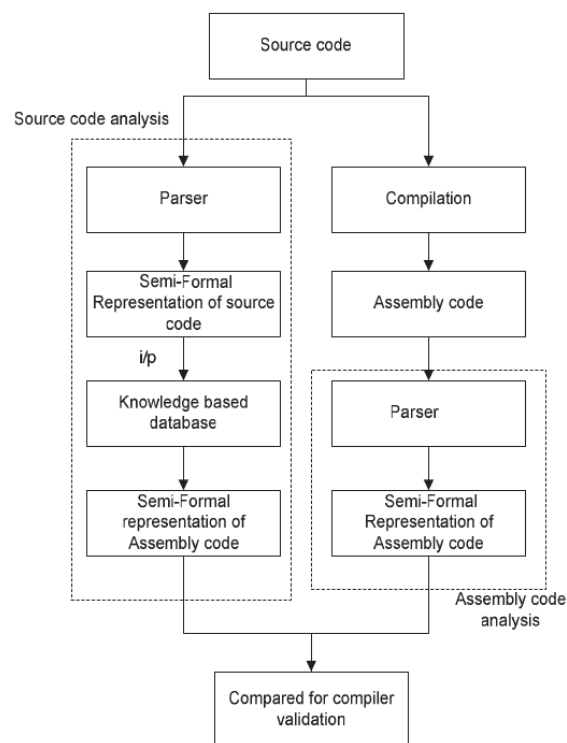 Source code
Source code analysis
Parser
Compilation
Semi-Formal
Representation of source
code
Assembly code
i/p
Knowledge based
database
Parser
Semi-Formal
representation of
Assembly code
Semi-Formal
Representation of
Assembly code
Assembly code
analysis
Compared for compiler
validation